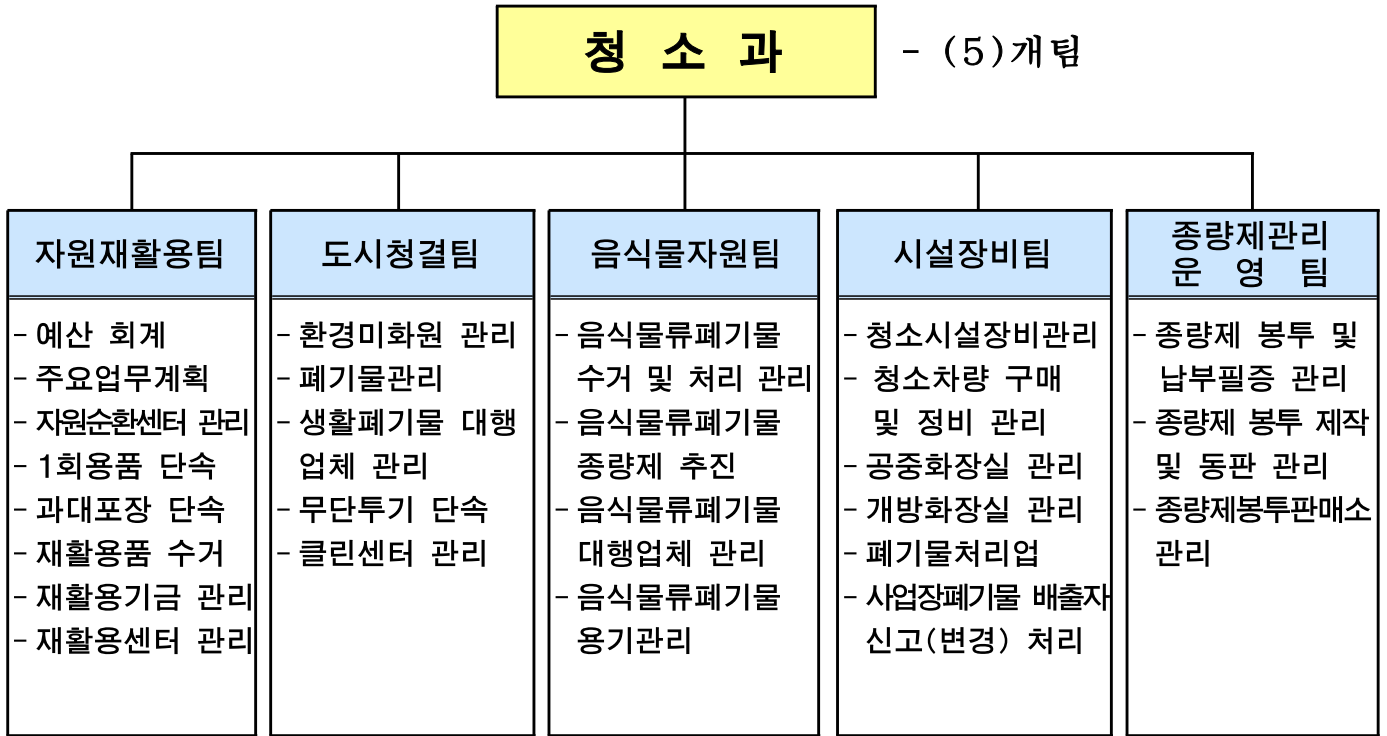 청 소 과
- (5)개팀
자원재활용팀
- 예산 회계
- 주요업무계획
- 자원순환센터 관리
- 1회용품 단속
- 과대포장 단속
- 재활용품 수거
- 재활용기금 관리
- 재활용센터 관리
도시청결팀
- 환경미화원 관리
- 폐기물관리
- 생활폐기물 대행
업체 관리
- 무단투기 단속
- 클린센터 관리
음식물자원팀
- 음식물류폐기물
수거 및 처리 관리
- 음식물류폐기물
종량제 추진
- 음식물류폐기물
대행업체 관리
- 음식물류폐기물
용기관리
시설장비팀
- 청소시설장비관리
- 청소차량 구매
및 정비 관리
- 공중화장실 관리
- 개방화장실 관리
- 폐기물처리업
- 사업장폐기물 배출자
신고(변경) 처리
종량제관리
운 영 팀
- 종량제 봉투 및
납부필증 관리
- 종량제 봉투 제작
및 동판 관리
- 종량제봉투판매소
관리